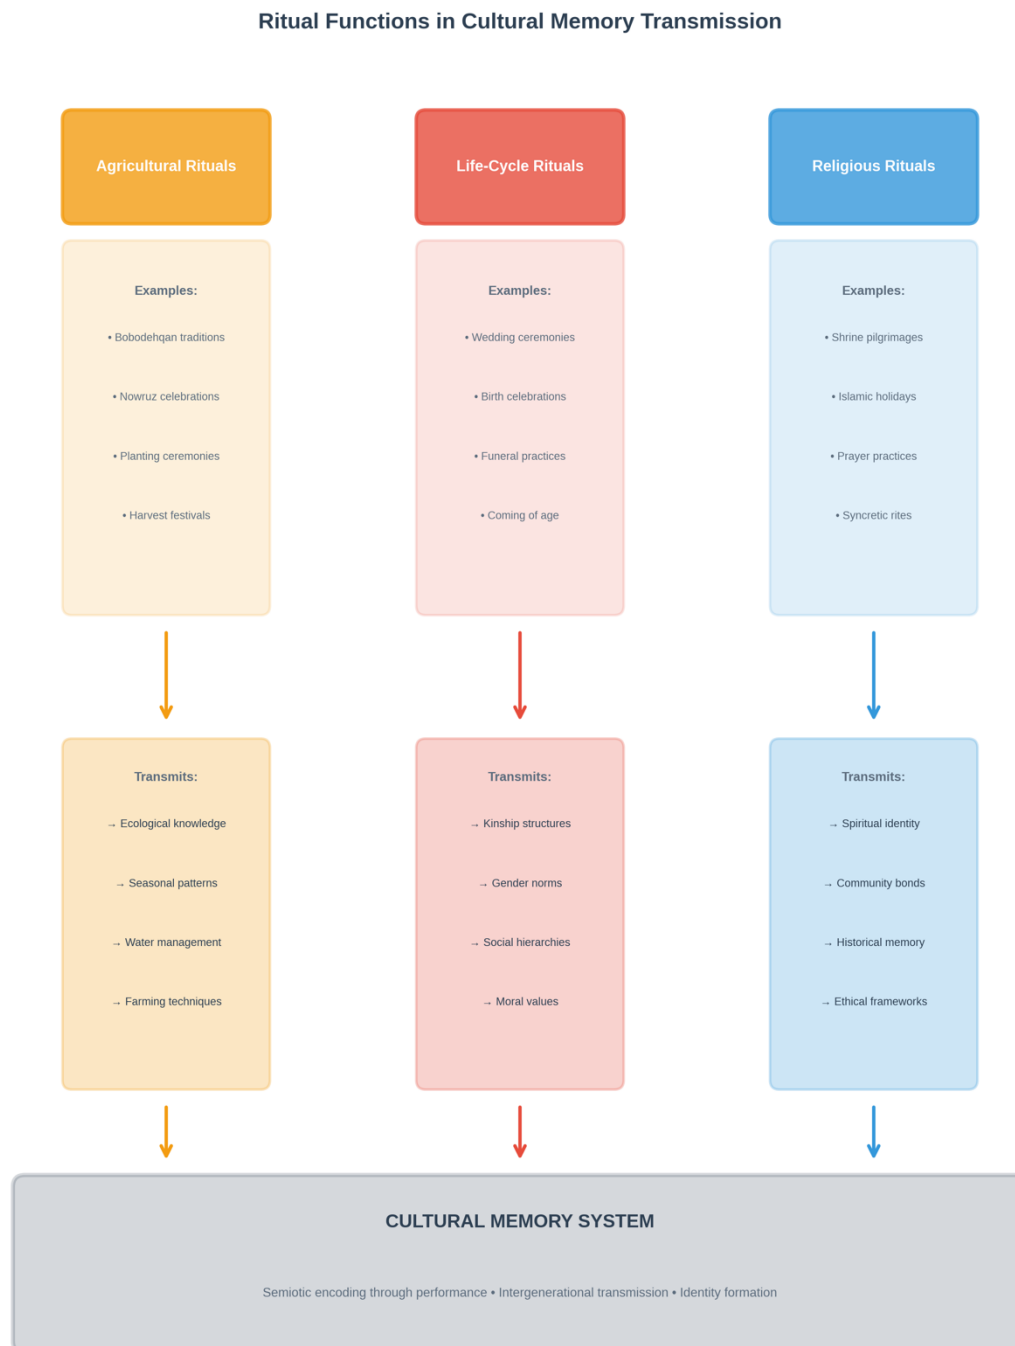 Ritual Functions in Cultural Memory Transmission
Agricultural Rituals
Examples:
• Bobodehqan traditions
• Nowruz celebrations
• Planting ceremonies
• Harvest festivals
Transmits:
→ Ecological knowledge
→ Seasonal patterns
→ Water management
→ Farming techniques
Life-Cycle Rituals
Examples:
• Wedding ceremonies
• Birth celebrations
• Funeral practices
• Coming of age
Transmits:
→ Kinship structures
→ Gender norms
→ Social hierarchies
→ Moral values
Religious Rituals
Examples:
• Shrine pilgrimages
• Islamic holidays
• Prayer practices
• Syncretic rites
Transmits:
→ Spiritual identity
→ Community bonds
→ Historical memory
→ Ethical frameworks
CULTURAL MEMORY SYSTEM
Semiotic encoding through performance • Intergenerational transmission • Identity formation